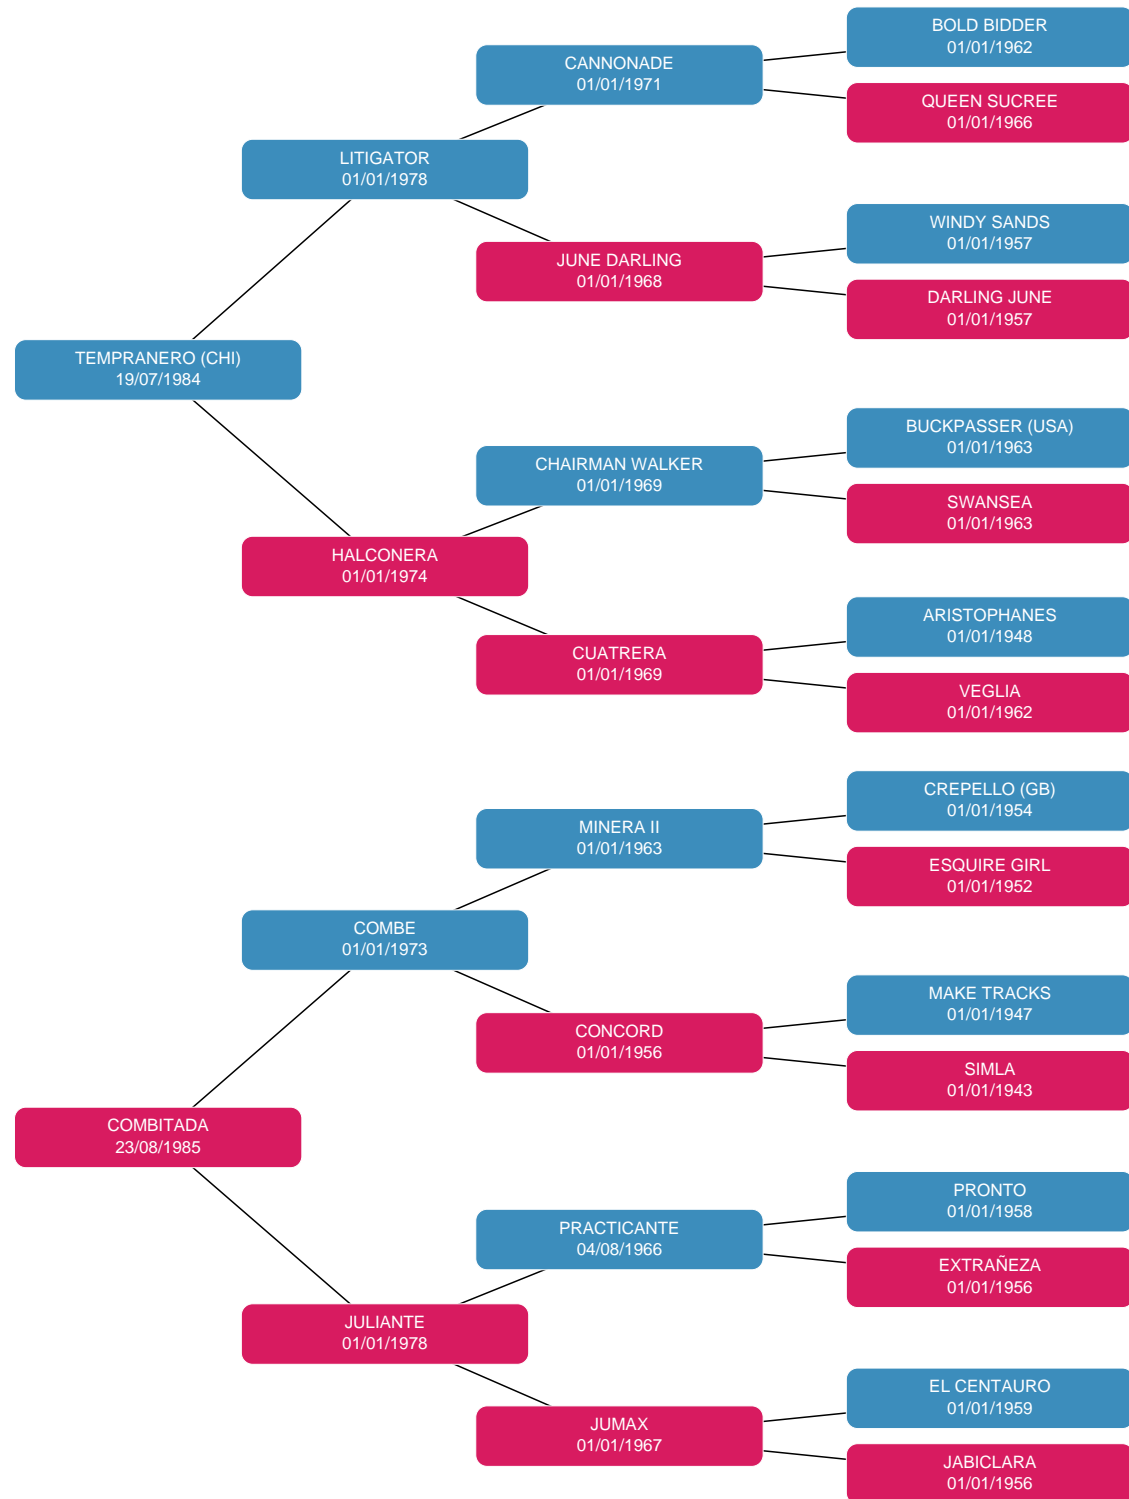 BOLD BIDDER
01/01/1962
CANNONADE
01/01/1971
QUEEN SUCREE
01/01/1966
LITIGATOR
01/01/1978
WINDY SANDS
01/01/1957
JUNE DARLING
01/01/1968
DARLING JUNE
01/01/1957
TEMPRANERO (CHI)
19/07/1984
BUCKPASSER (USA)
01/01/1963
CHAIRMAN WALKER
01/01/1969
SWANSEA
01/01/1963
HALCONERA
01/01/1974
ARISTOPHANES
01/01/1948
CUATRERA
01/01/1969
VEGLIA
01/01/1962
CREPELLO (GB)
01/01/1954
MINERA II
01/01/1963
ESQUIRE GIRL
01/01/1952
COMBE
01/01/1973
MAKE TRACKS
01/01/1947
CONCORD
01/01/1956
SIMLA
01/01/1943
COMBITADA
23/08/1985
PRONTO
01/01/1958
PRACTICANTE
04/08/1966
EXTRAÑEZA
01/01/1956
JULIANTE
01/01/1978
EL CENTAURO
01/01/1959
JUMAX
01/01/1967
JABICLARA
01/01/1956